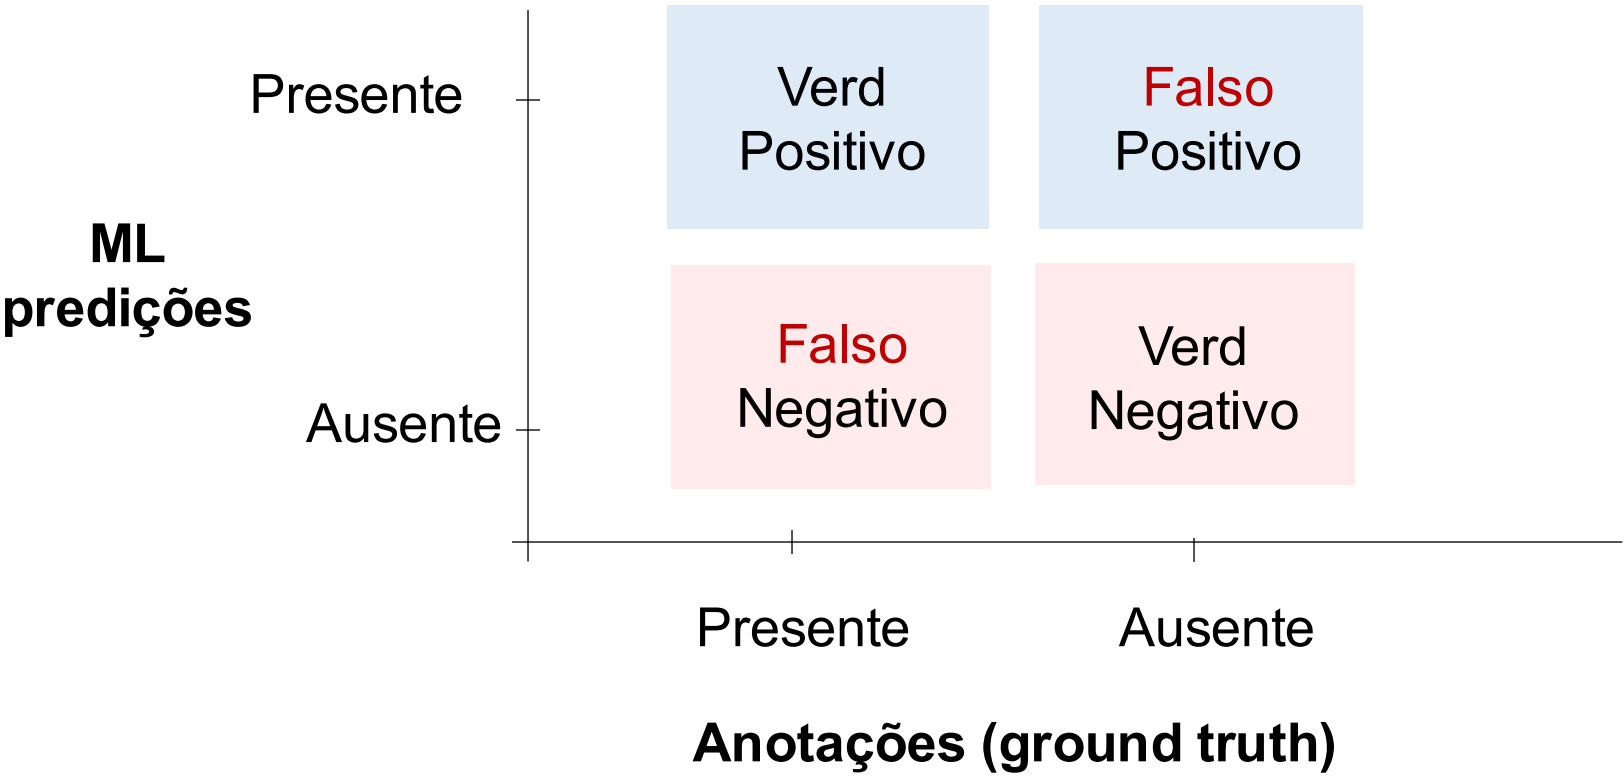 Presente
Verd
Positivo
Falso
Positivo
ML
predições
Ausente
Falso
Negativo
Verd
Negativo
Presente
Ausente
Anotações (ground truth)